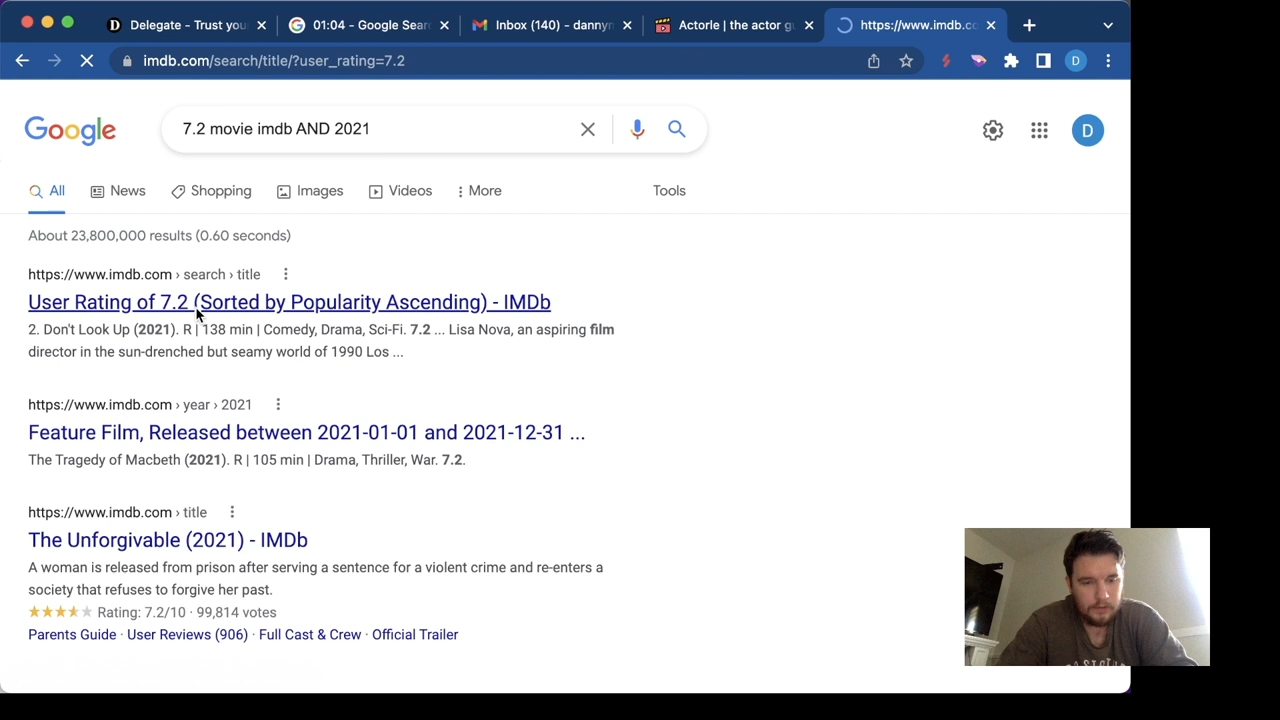 Delegate - Trust you
01:04 - Google Sear
Inbox (140) - dannyn
Actorle | the actor g
https://www.imdb.co
imdb.com/search/title/?user_rating=7.2
D
Google
7.2 movie imdb AND 2021
D
All
News
Shopping
Images
Videos
More
Tools
About 23,800,000 results (0.60 seconds)
https://www.imdb.com › search › title
User Rating of 7.2 (Sorted by Popularity Ascending) - IMDb
2. Don't Look Up (2021). R | 138 min | Comedy, Drama, Sci-Fi. 7.2 ... Lisa Nova, an aspiring film
director in the sun-drenched but seamy world of 1990 Los ...
https://www.imdb.com › year › 2021
Feature Film, Released between 2021-01-01 and 2021-12-31 ...
The Tragedy of Macbeth (2021). R | 105 min | Drama, Thriller, War. 7.2.
https://www.imdb.com › title
The Unforgivable (2021) - IMDb
A woman is released from prison after serving a sentence for a violent crime and re-enters a
society that refuses to forgive her past.
Rating: 7.2/10 · 99,814 votes
Parents Guide · User Reviews (906) · Full Cast & Crew · Official Trailer